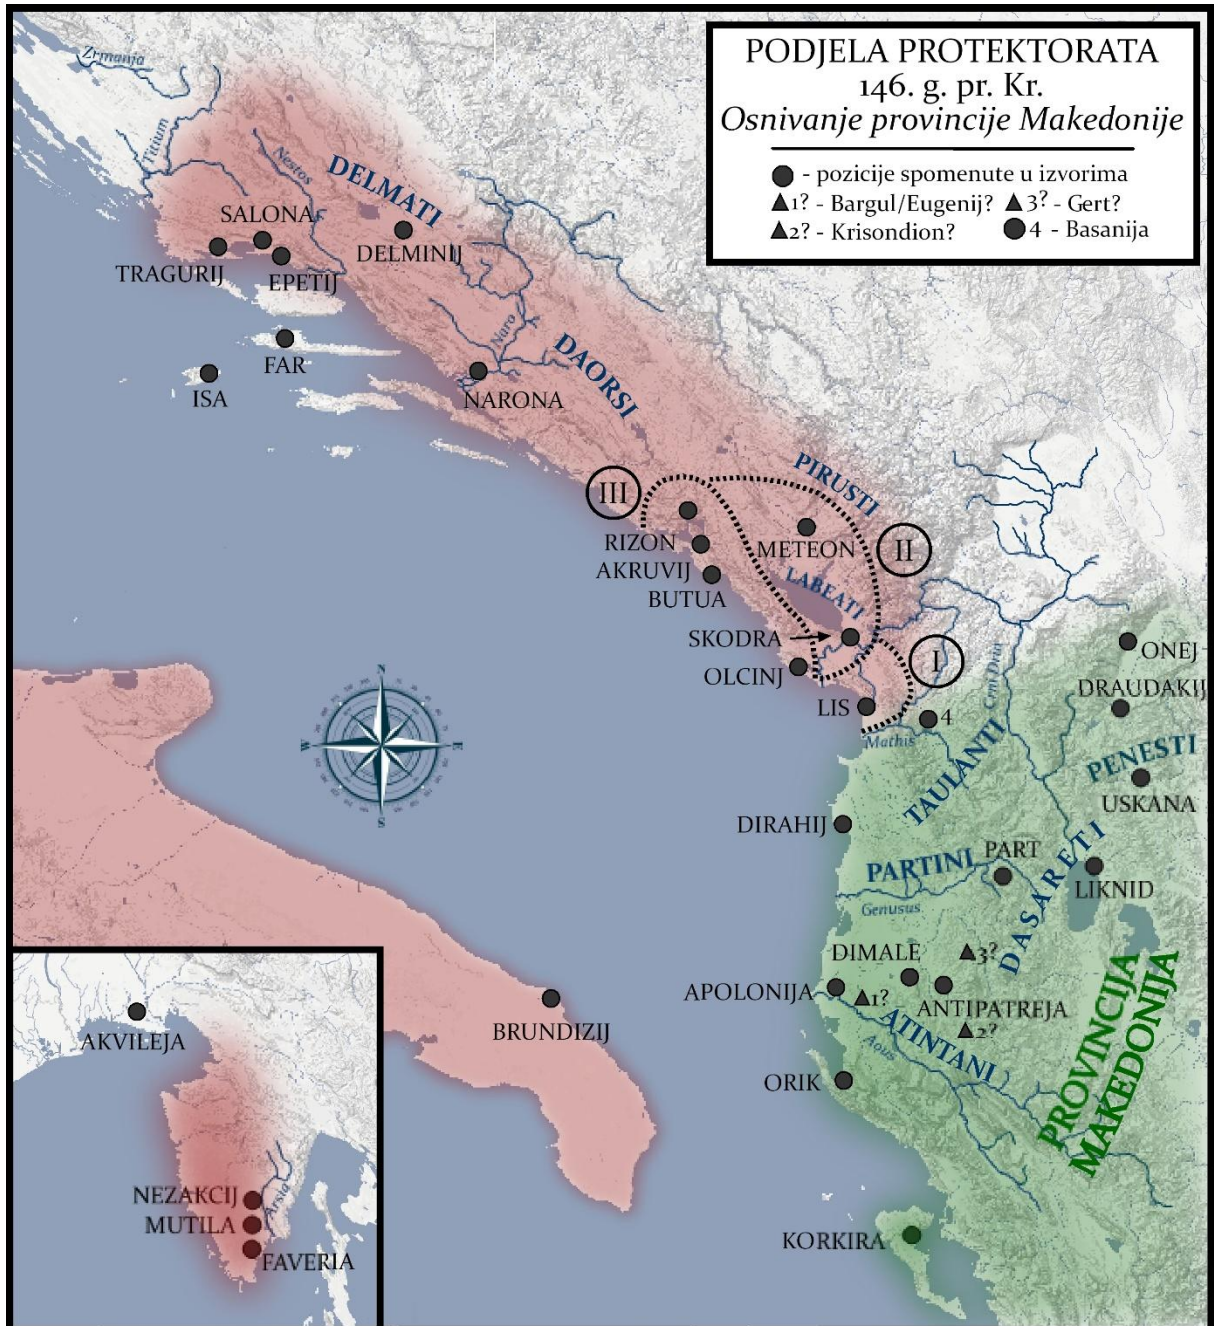 PODJELA PROTEKTORATA
146. g. pr. Kr.
Osnivanje provincije Makedonije
- pozicije spomenute u izvorima
1? - Bargul/Eugenij?
3? - Gert?
2? - Krisondion?
4 - Basanija
Zrmanja
Titium
Nestos
DELMATI
SALONA
DELMINIJ
TRAGURIJ
EPETIJ
FAR
ISA
Naro
DAORSI
NARONA
PIRUSTI
III
RIZON
METEON
II
AKRUVIJ
LABEATI
BUTUA
SKODRA
I
OLCINJ
LIS
4
Mathis
Crni Drin
ONEJ
DRAUDAKIJ
TAULANTI
PENESTI
USKANA
N
W
E
S
DIRAHIJ
PARTINI
PART
DASARETI
LIKNID
Genusus
DIMALE
3?
APOLONIJA
1?
ANTIPATREJA
2?
ATINTANI
Aous
PROVINCIJA
MAKEDONIJA
BRUNDIZIJ
ORIK
KORKIRA
AKVILEJA
NEZAKCIJ
MUTILA
Arsia
FAVERIA